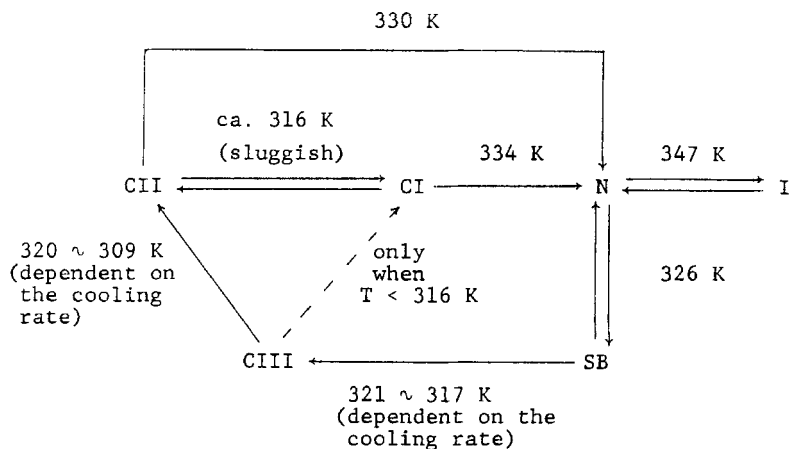 330 K
ca. 316 K
(sluggish)
334 K
347 K
CII
CI
N
I
320 ∿ 309 K
(dependent on
the cooling
rate)
only
when
T < 316 K
326 K
CIII
SB
321 ∿ 317 K
(dependent on the
cooling rate)